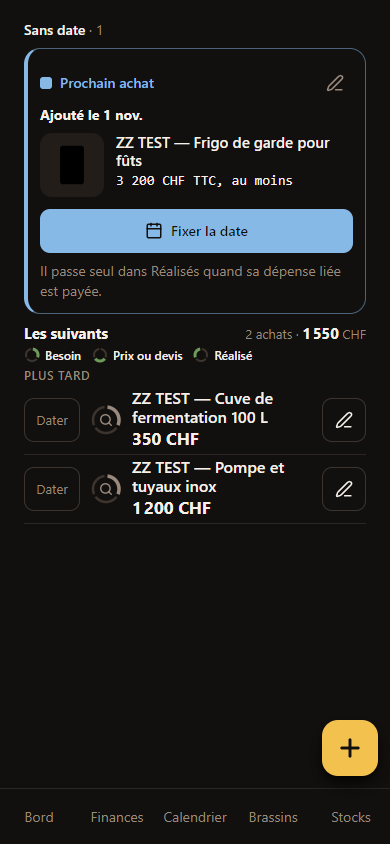 Sans date · 1
Prochain achat
Ajouté le 1 nov.
ZZ TEST — Frigo de garde pour
fûts
3 200 CHF TTC, au moins
Fixer la date
Il passe seul dans Réalisés quand sa dépense liée
est payée.
Les suivants 2 achats · 1 550 CHF
Besoin Prix ou devis Réalisé
PLUS TARD
Dater
ZZ TEST — Cuve de
fermentation 100 L
350 CHF
Dater
ZZ TEST — Pompe et
tuyaux inox
1 200 CHF
Bord Finances Calendrier Brassins Stocks